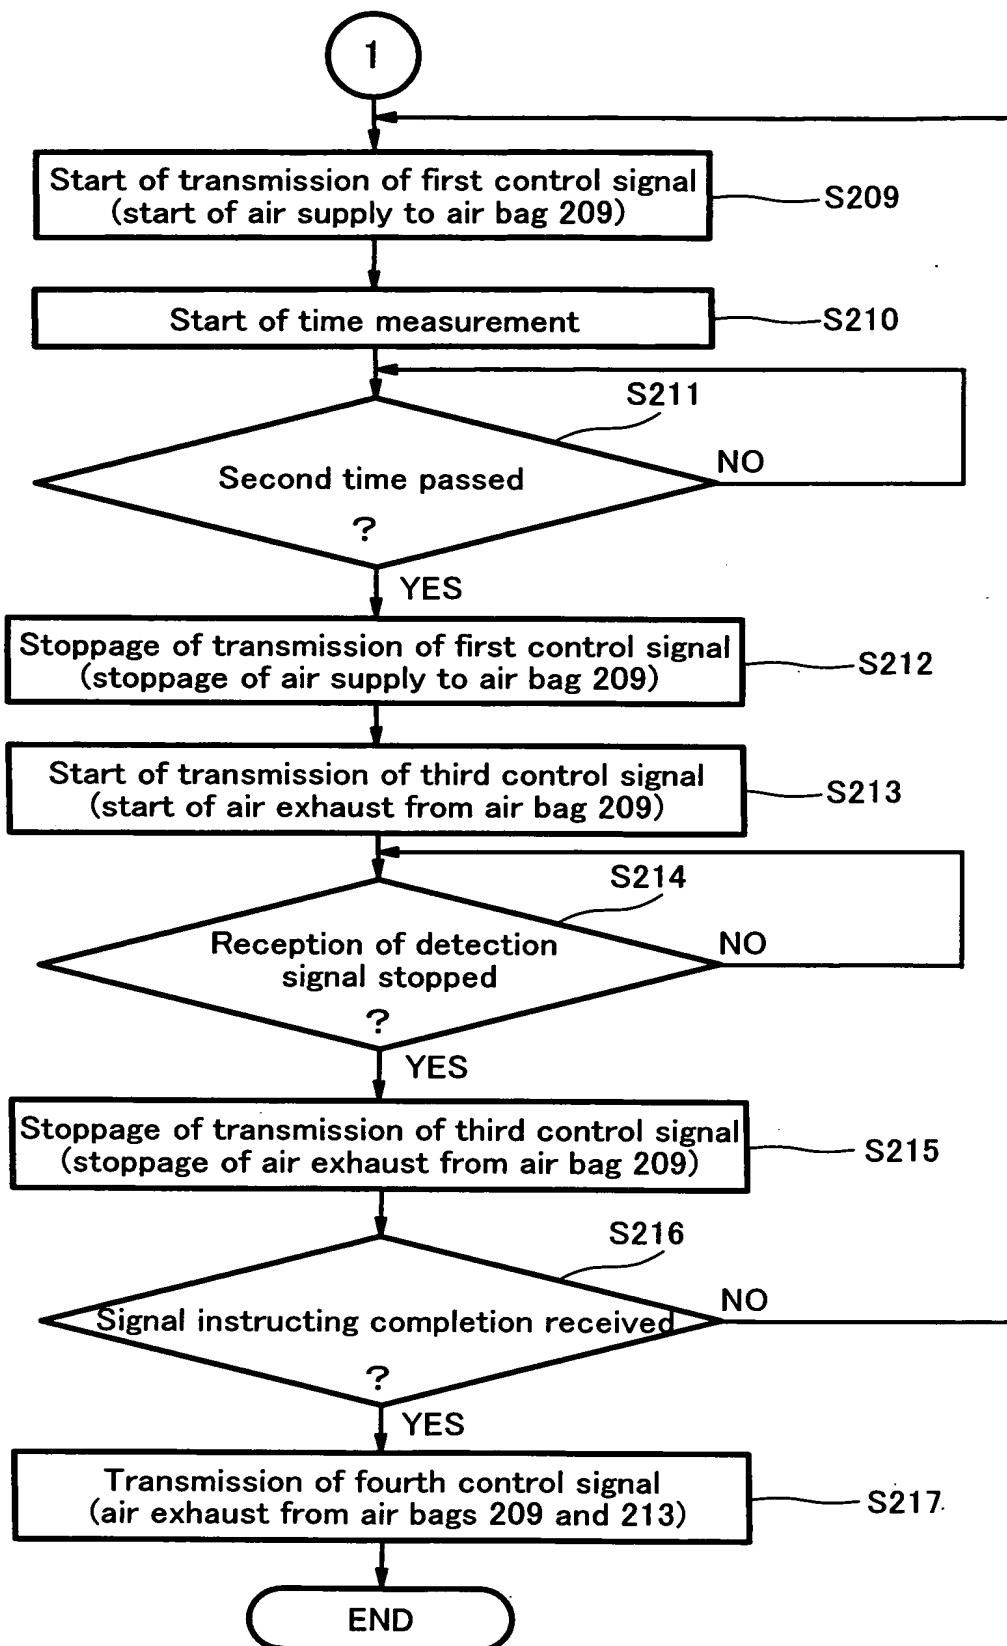 1
Start of transmission of first control signal
(start of air supply to air bag 209)
S209
Start of time measurement
S210
S211
Second time passed
?
NO
YES
Stoppage of transmission of first control signal
(stoppage of air supply to air bag 209)
S212
Start of transmission of third control signal
(start of air exhaust from air bag 209)
S213
S214
Reception of detection
signal stopped
?
NO
YES
Stoppage of transmission of third control signal
(stoppage of air exhaust from air bag 209)
S215
S216
Signal instructing completion received
?
NO
YES
Transmission of fourth control signal
(air exhaust from air bags 209 and 213)
S217
END